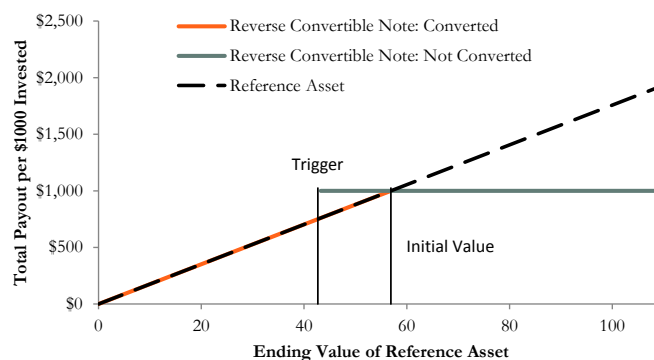 $2,500
$2,000
$1,500
$1,000
$500
$0
Total Payout per $1000 Invested
Reverse Convertible Note: Converted
Reverse Convertible Note: Not Converted
Reference Asset
Trigger
Initial Value
0 20 40 60 80 100
Ending Value of Reference Asset